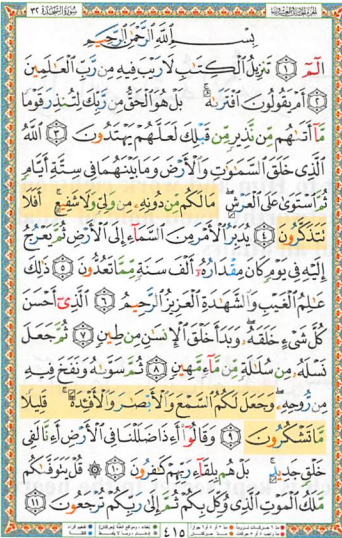 سورة السجدة ٣٢
الجزء الحادي والعشرون
بِسْمِ ٱللَّهِ ٱلرَّحْمَٰنِ ٱلرَّحِيمِ
الٓمٓ ١ تَنزِيلُ ٱلْكِتَٰبِ لَا رَيْبَ فِيهِ مِن رَّبِّ ٱلْعَٰلَمِينَ
٢ أَمْ يَقُولُونَ ٱفْتَرَىٰهُ ۚ بَلْ هُوَ ٱلْحَقُّ مِن رَّبِّكَ لِتُنذِرَ قَوْمًا
مَّآ أَتَىٰهُم مِّن نَّذِيرٍ مِّن قَبْلِكَ لَعَلَّهُمْ يَهْتَدُونَ ٣ ٱللَّهُ
ٱلَّذِى خَلَقَ ٱلسَّمَٰوَٰتِ وَٱلْأَرْضَ وَمَا بَيْنَهُمَا فِى سِتَّةِ أَيَّامٍ
ثُمَّ ٱسْتَوَىٰ عَلَى ٱلْعَرْشِ ۖ مَا لَكُم مِّن دُونِهِۦ مِن وَلِىٍّ وَلَا شَفِيعٍ ۚ أَفَلَا
تَتَذَكَّرُونَ ٤ يُدَبِّرُ ٱلْأَمْرَ مِنَ ٱلسَّمَآءِ إِلَى ٱلْأَرْضِ ثُمَّ يَعْرُجُ
إِلَيْهِ فِى يَوْمٍ كَانَ مِقْدَارُهُۥٓ أَلْفَ سَنَةٍ مِّمَّا تَعُدُّونَ ٥ ذَٰلِكَ
عَٰلِمُ ٱلْغَيْبِ وَٱلشَّهَٰدَةِ ٱلْعَزِيزُ ٱلرَّحِيمُ ٦ ٱلَّذِىٓ أَحْسَنَ
كُلَّ شَىْءٍ خَلَقَهُۥ ۖ وَبَدَأَ خَلْقَ ٱلْإِنسَٰنِ مِن طِينٍ ٧ ثُمَّ جَعَلَ
نَسْلَهُۥ مِن سُلَٰلَةٍ مِّن مَّآءٍ مَّهِينٍ ٨ ثُمَّ سَوَّىٰهُ وَنَفَخَ فِيهِ
مِن رُّوحِهِۦ ۖ وَجَعَلَ لَكُمُ ٱلسَّمْعَ وَٱلْأَبْصَٰرَ وَٱلْأَفْـِٔدَةَ ۚ قَلِيلًا
مَّا تَشْكُرُونَ ٩ وَقَالُوٓا۟ أَءِذَا ضَلَلْنَا فِى ٱلْأَرْضِ أَءِنَّا لَفِى
خَلْقٍ جَدِيدٍۭ ۚ بَلْ هُم بِلِقَآءِ رَبِّهِمْ كَٰفِرُونَ ١٠ ۞ قُلْ يَتَوَفَّىٰكُم
مَّلَكُ ٱلْمَوْتِ ٱلَّذِى وُكِّلَ بِكُمْ ثُمَّ إِلَىٰ رَبِّكُمْ تُرْجَعُونَ ١١
٤١٥